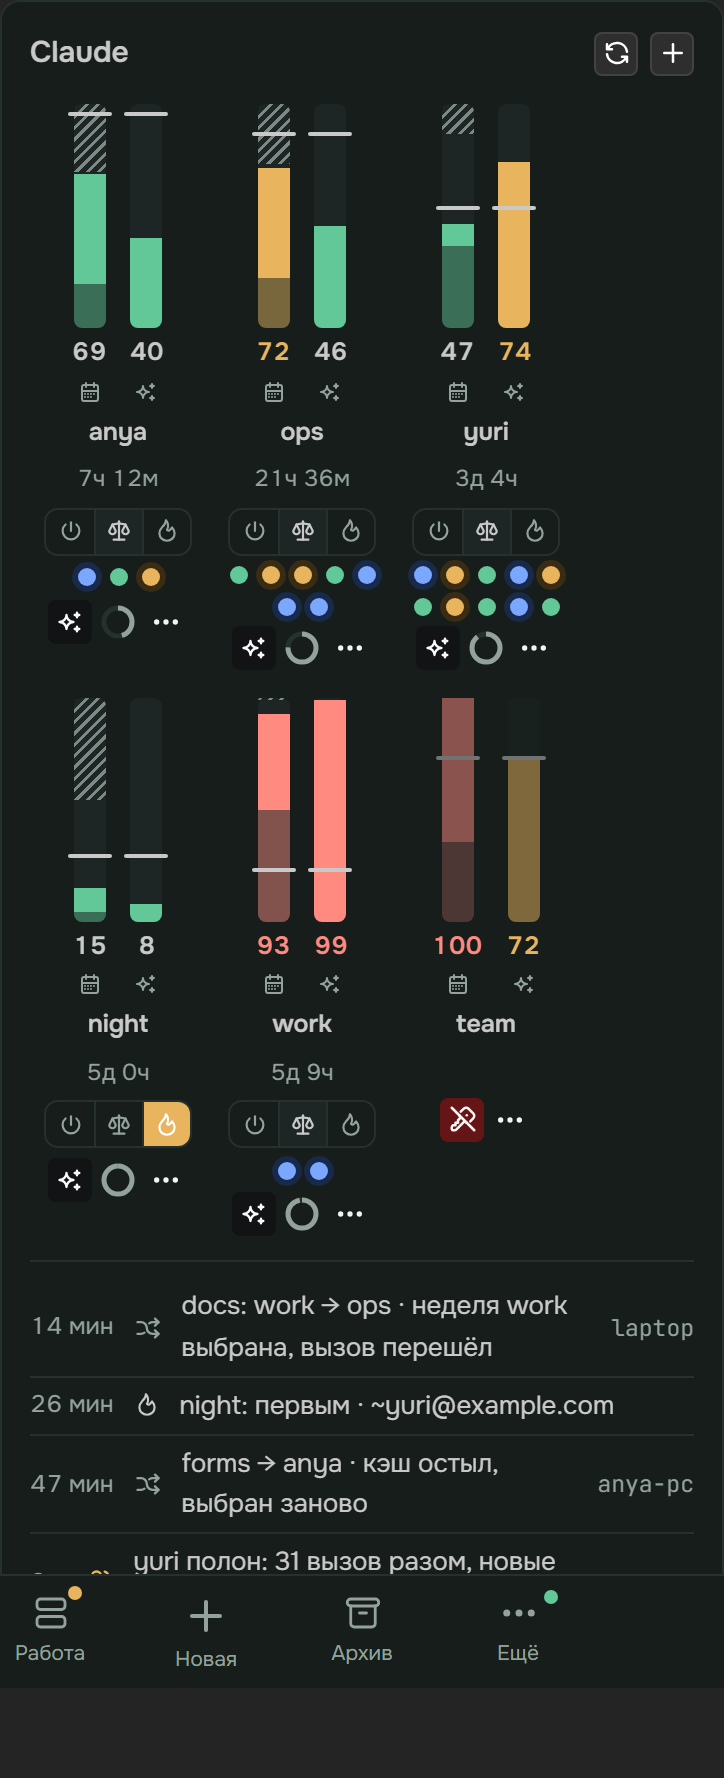 Claude
69 40 72 46 47 74
anya ops yuri
7ч 12м 21ч 36м 3д 4ч
15 8 93 99 100 72
night work team
5д 0ч 5д 9ч
14 мин docs: work → ops · неделя work laptop
выбрана, вызов перешёл
26 мин night: первым · ~yuri@example.com
47 мин forms → anya · кэш остыл, anya-pc
выбран заново
yuri полон: 31 вызов разом, новые
Работа Новая Архив Ещё